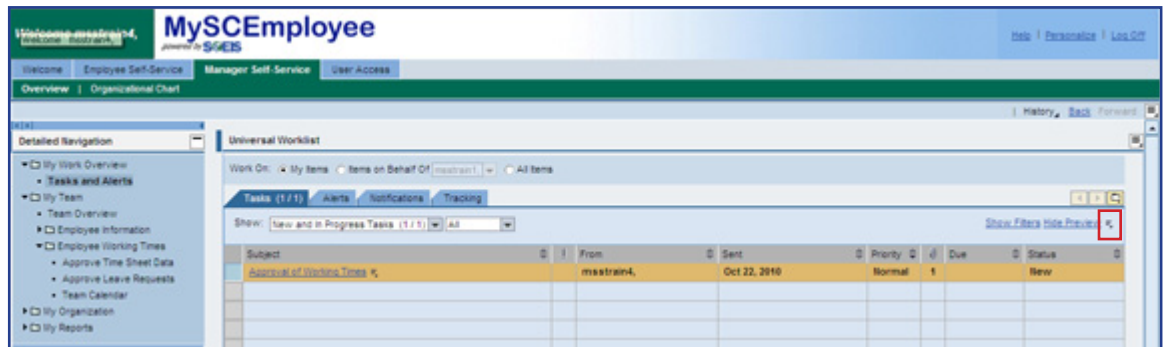 Welcome msstrain4,
MySCEmployee
powered by SCEIS
Help | Personalize | Log Off
Welcome Employee Self-Service Manager Self-Service User Access
Overview | Organizational Chart
| History Back Forward
Detailed Navigation
Universal Worklist
My Work Overview
Tasks and Alerts
My Team
Team Overview
Employee Information
Employee Working Times
Approve Time Sheet Data
Approve Leave Requests
Team Calendar
My Organization
My Reports
Work On: My Items Items on Behalf Of msstrain1, All Items
Tasks (1 / 1) Alerts Notifications Tracking
Show: New and In Progress Tasks (1 / 1) All Show Filters Hide Preview
Subject ! From Sent Priority Due Status
Approval of Working Times msstrain4, Oct 22, 2010 Normal 1 New